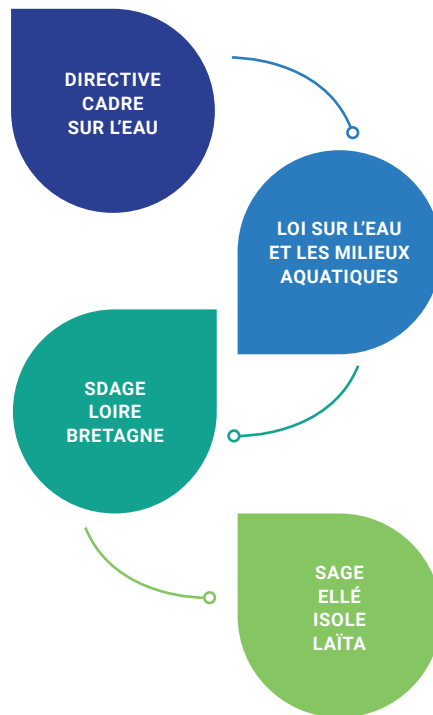 DIRECTIVE
CADRE
SUR L'EAU
LOI SUR L'EAU
ET LES MILIEUX
AQUATIQUES
SDAGE
LOIRE
BRETAGNE
SAGE
ELLÉ
ISOLE
LAÏTA